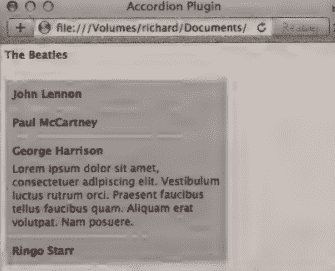 Accordion Plugin
file:///Volumes/richard/Documents/
Reader
The Beatles
John Lennon
Paul McCartney
George Harrison
Lorem ipsum dolor sit amet,
consectetuer adipiscing elit. Vestibulum
luctus rutrum orci. Praesent faucibus
tellus faucibus quam. Aliquam erat
volutpat. Nam posuere.
Ringo Starr